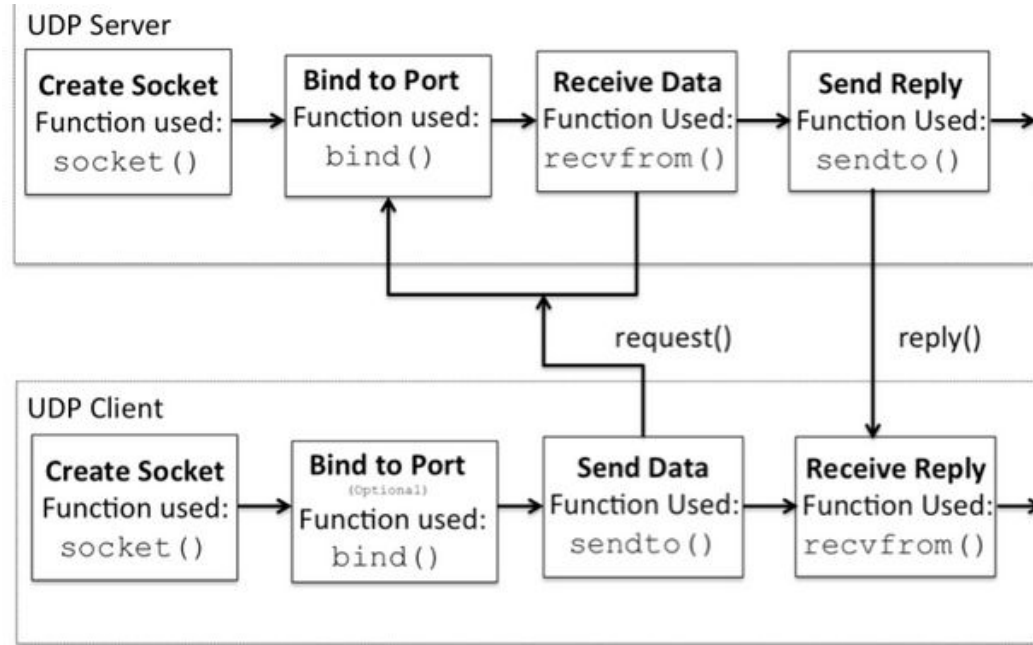 UDP Server
Create Socket
Function used:
socket()
Bind to Port
Function used:
bind()
Receive Data
Function Used:
recvfrom()
Send Reply
Function Used:
sendto()
request()
reply()
UDP Client
Create Socket
Function used:
socket()
Bind to Port
(Optional)
Function used:
bind()
Send Data
Function Used:
sendto()
Receive Reply
Function Used:
recvfrom()